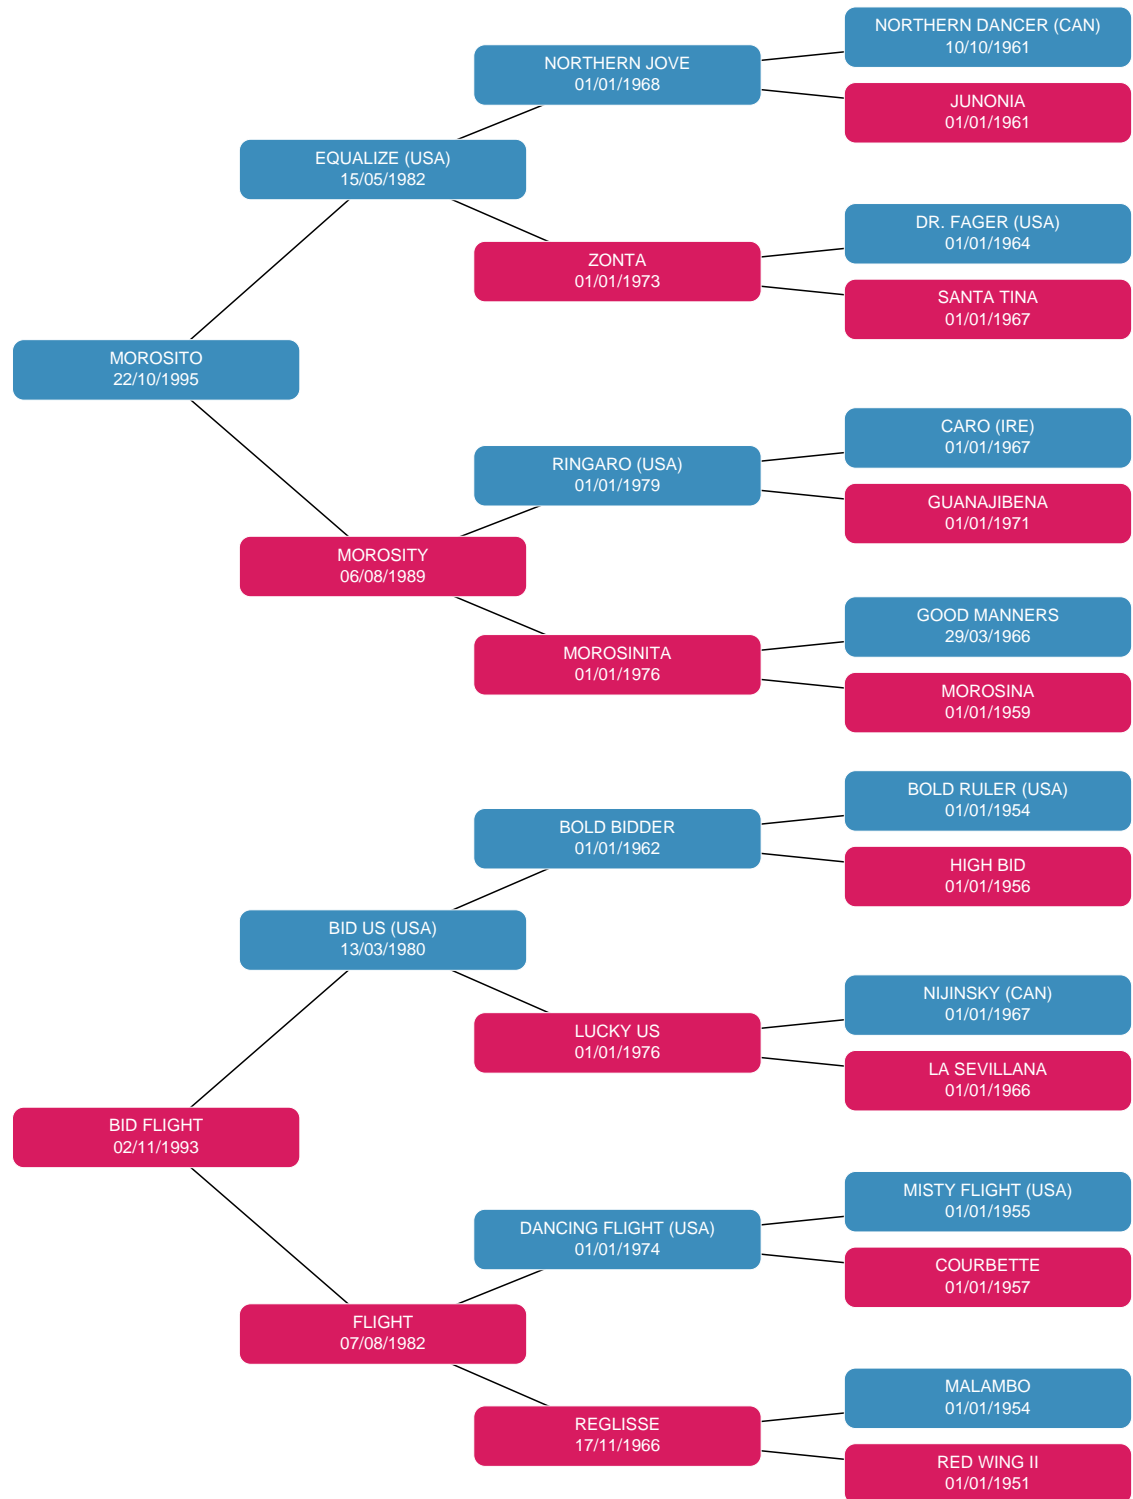 NORTHERN DANCER (CAN)
10/10/1961
NORTHERN JOVE
01/01/1968
JUNONIA
01/01/1961
EQUALIZE (USA)
15/05/1982
DR. FAGER (USA)
01/01/1964
ZONTA
01/01/1973
SANTA TINA
01/01/1967
MOROSITO
22/10/1995
CARO (IRE)
01/01/1967
RINGARO (USA)
01/01/1979
GUANAJIBENA
01/01/1971
MOROSITY
06/08/1989
GOOD MANNERS
29/03/1966
MOROSINITA
01/01/1976
MOROSINA
01/01/1959
BOLD RULER (USA)
01/01/1954
BOLD BIDDER
01/01/1962
HIGH BID
01/01/1956
BID US (USA)
13/03/1980
NIJINSKY (CAN)
01/01/1967
LUCKY US
01/01/1976
LA SEVILLANA
01/01/1966
BID FLIGHT
02/11/1993
MISTY FLIGHT (USA)
01/01/1955
DANCING FLIGHT (USA)
01/01/1974
COURBETTE
01/01/1957
FLIGHT
07/08/1982
MALAMBO
01/01/1954
REGLISSE
17/11/1966
RED WING II
01/01/1951